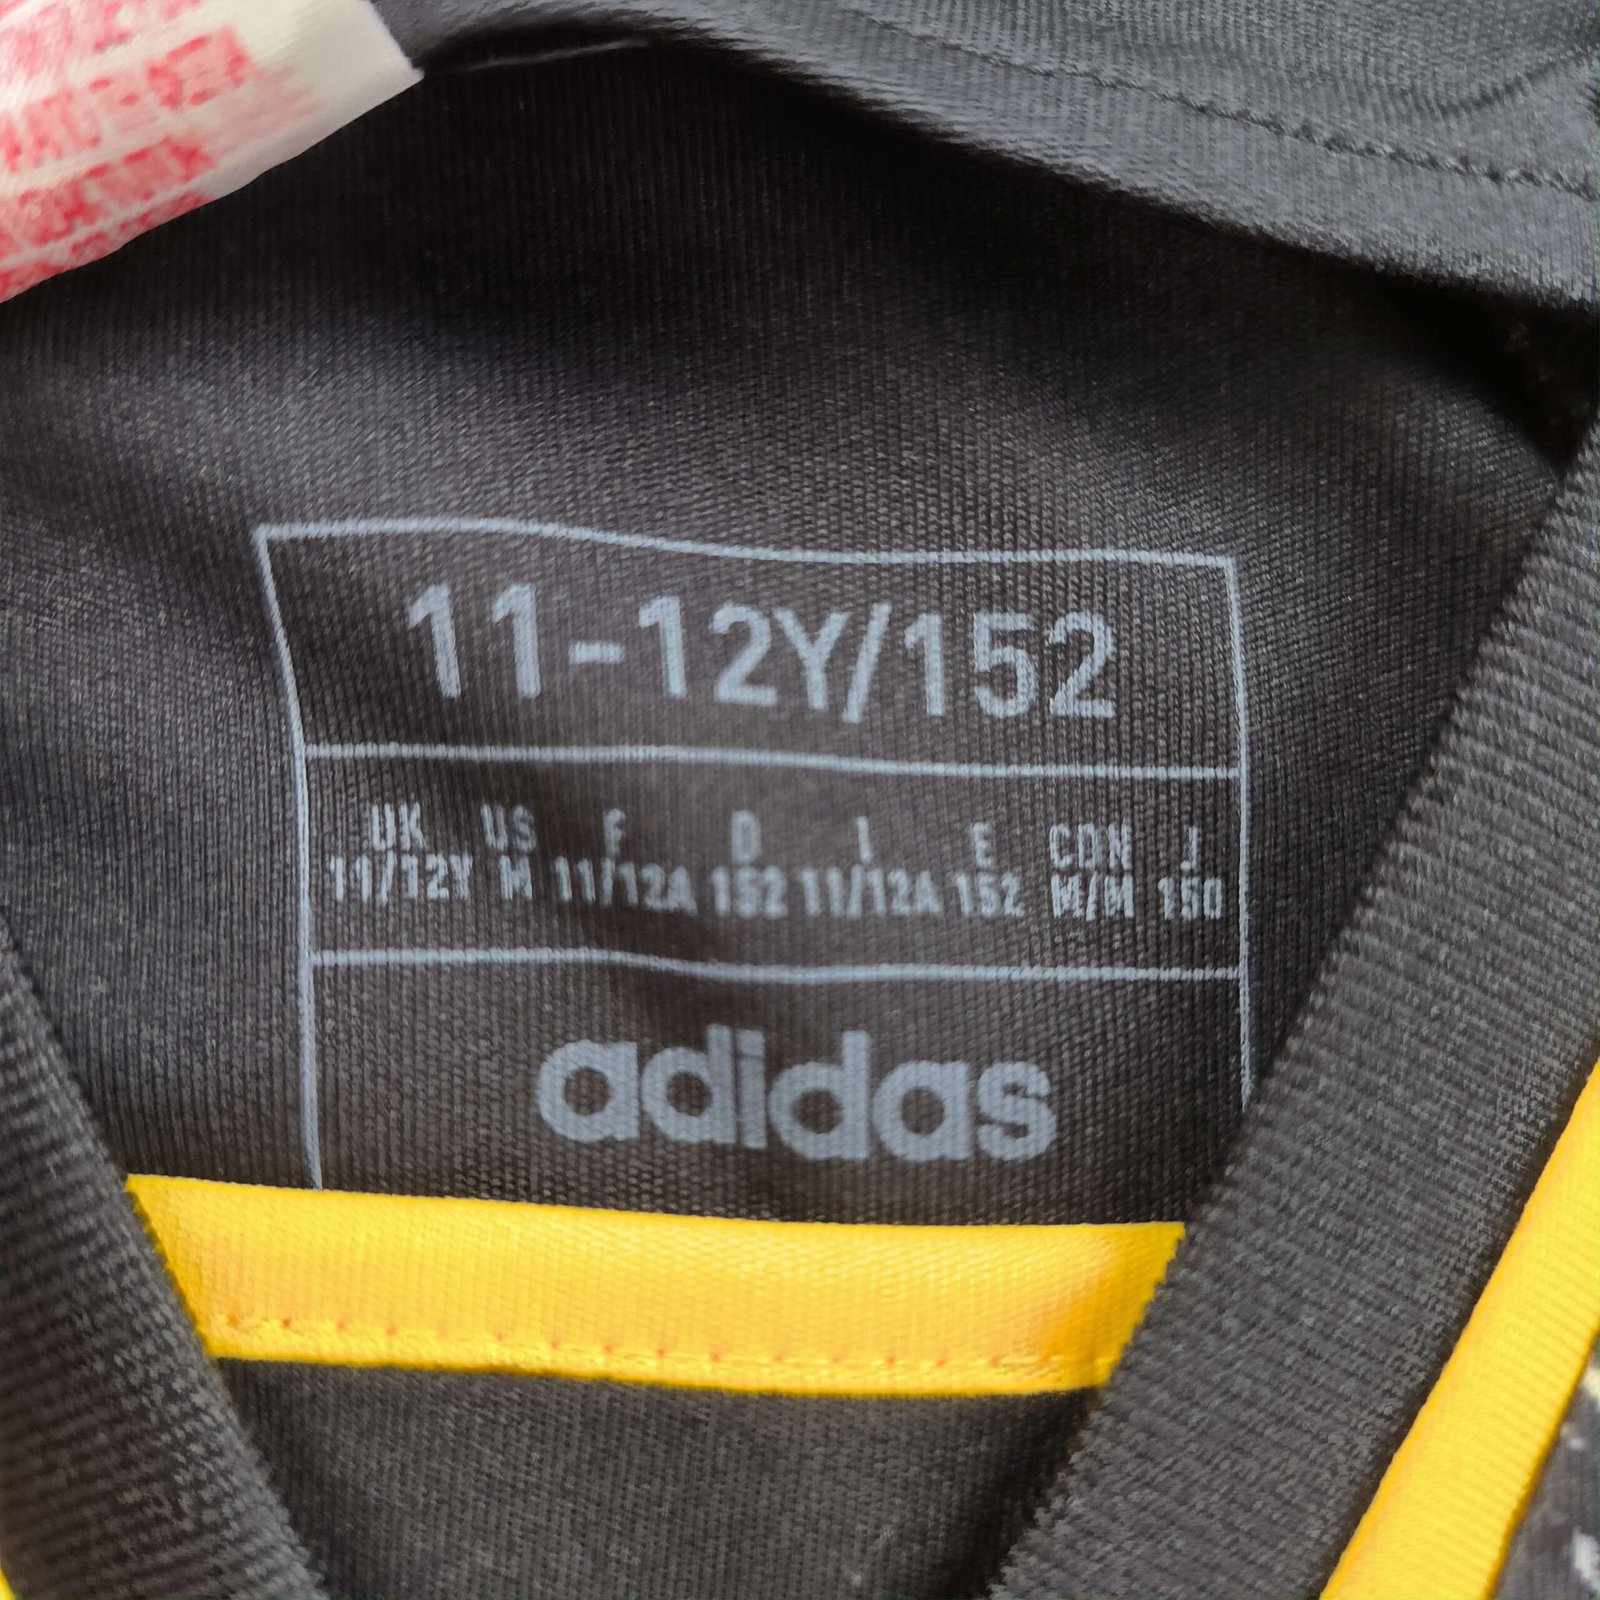 11-12Y/152
UK US F D I E CDN J
11/12Y M 11/12A 152 11/12A 152 M/M 150
adidas